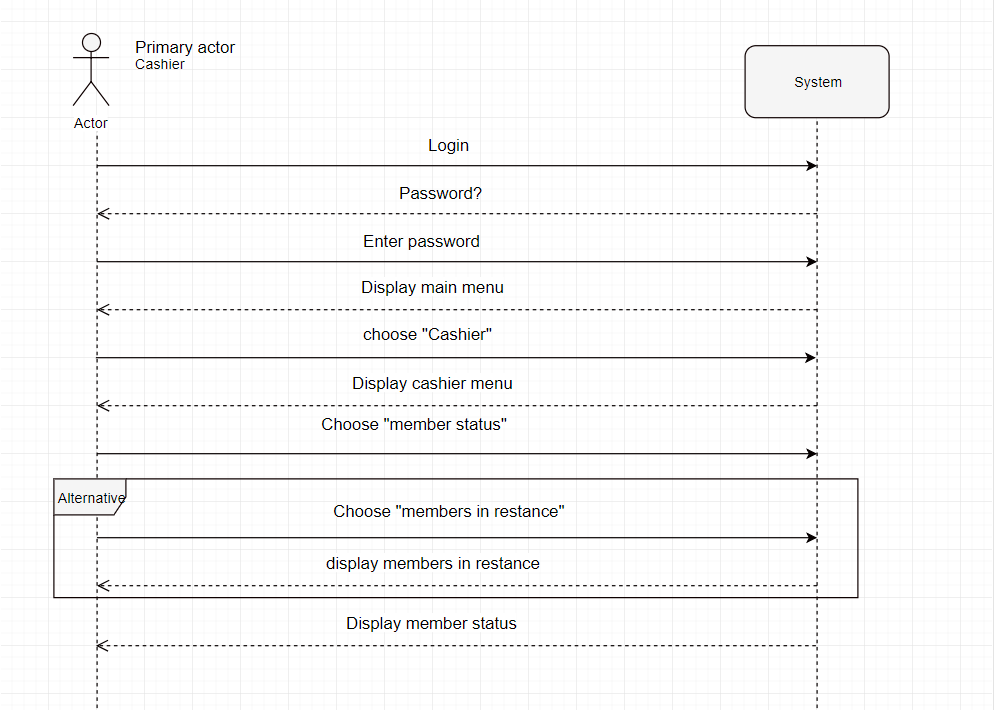 Primary actor
Cashier
System
Actor
Login
Password?
Enter password
Display main menu
choose "Cashier"
Display cashier menu
Choose "member status"
Alternative
Choose "members in restance"
display members in restance
Display member status